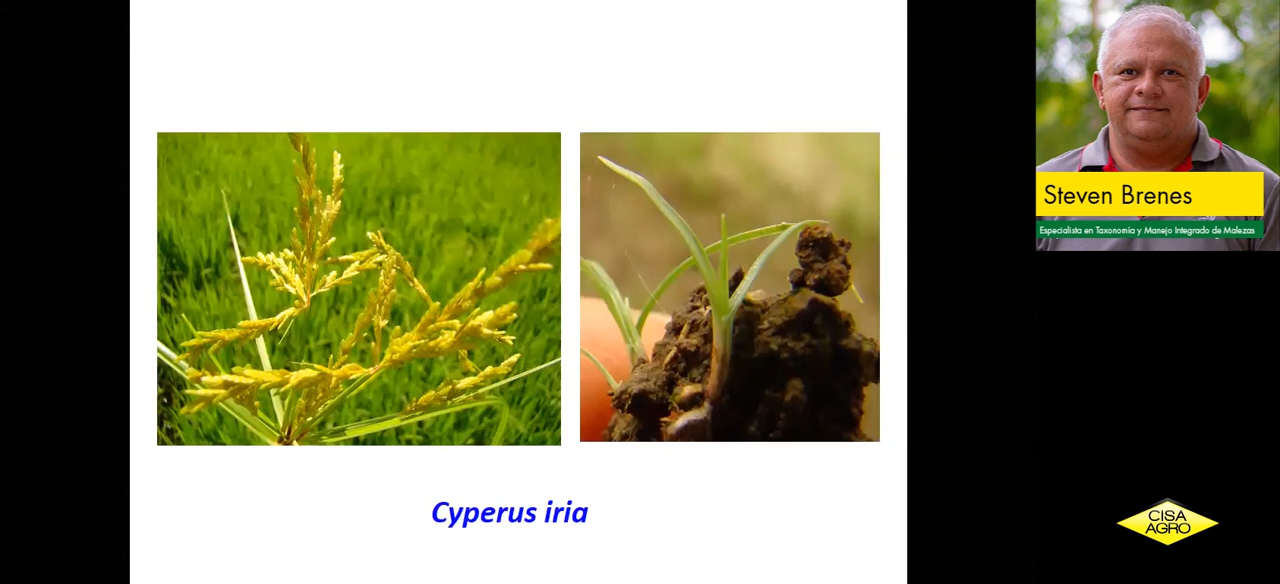 Steven Brenes
Especialista en Taxonomía y Manejo Integrado de Malezas
Cyperus iria
CISA
AGRO